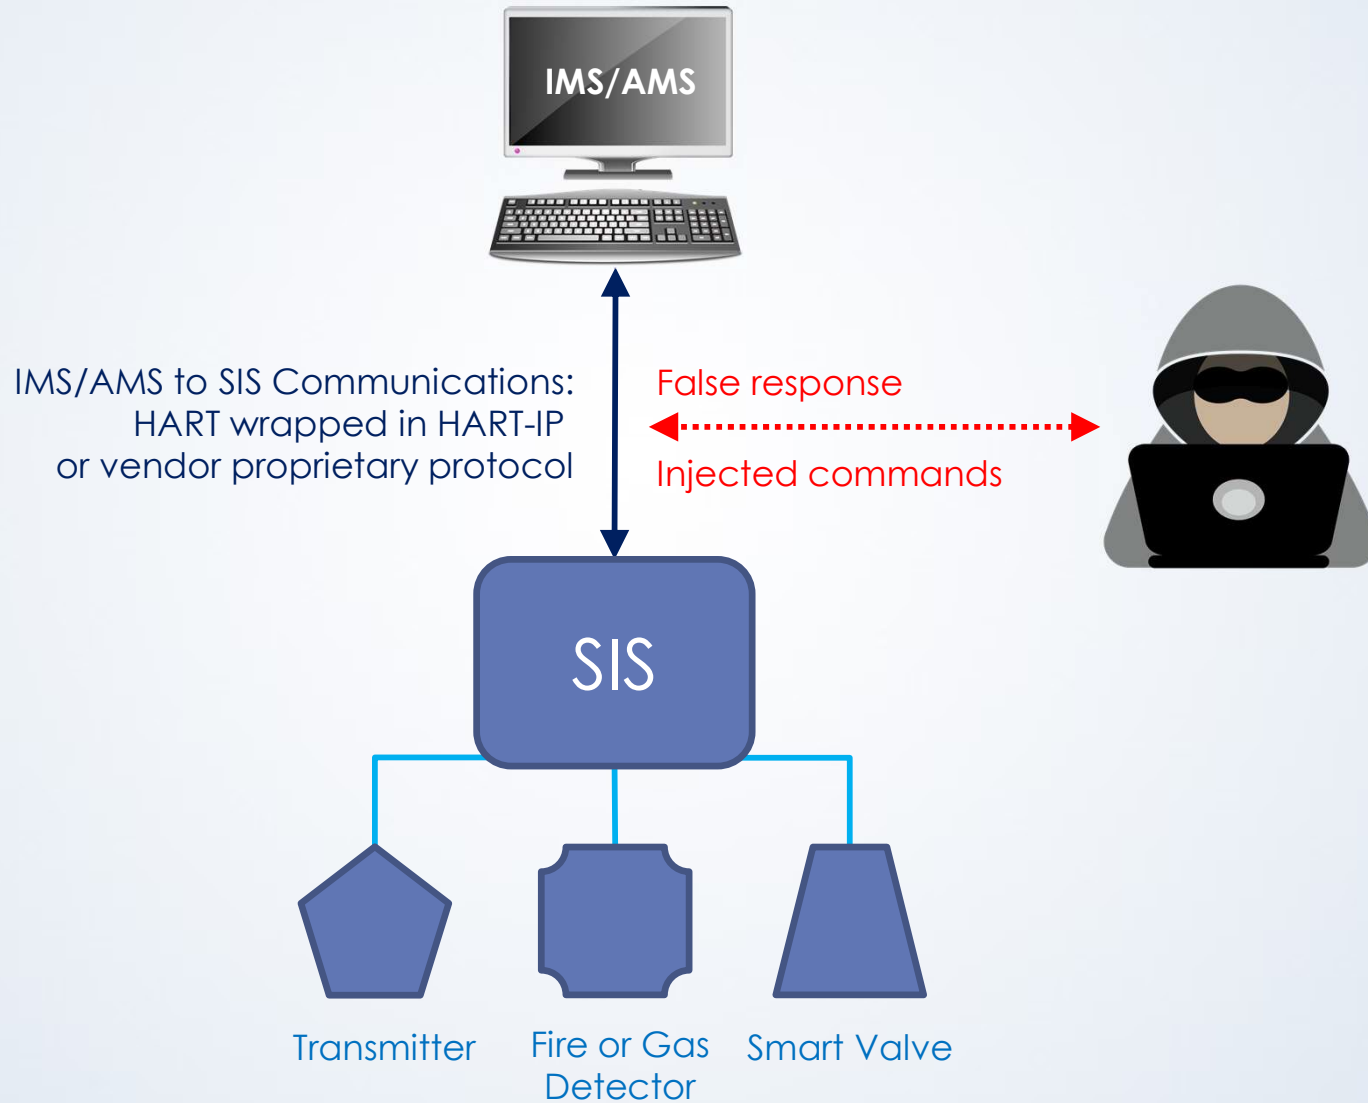 IMS/AMS
IMS/AMS to SIS Communications:
HART wrapped in HART-IP
or vendor proprietary protocol
False response
Injected commands
SIS
Transmitter
Fire or Gas
Detector
Smart Valve